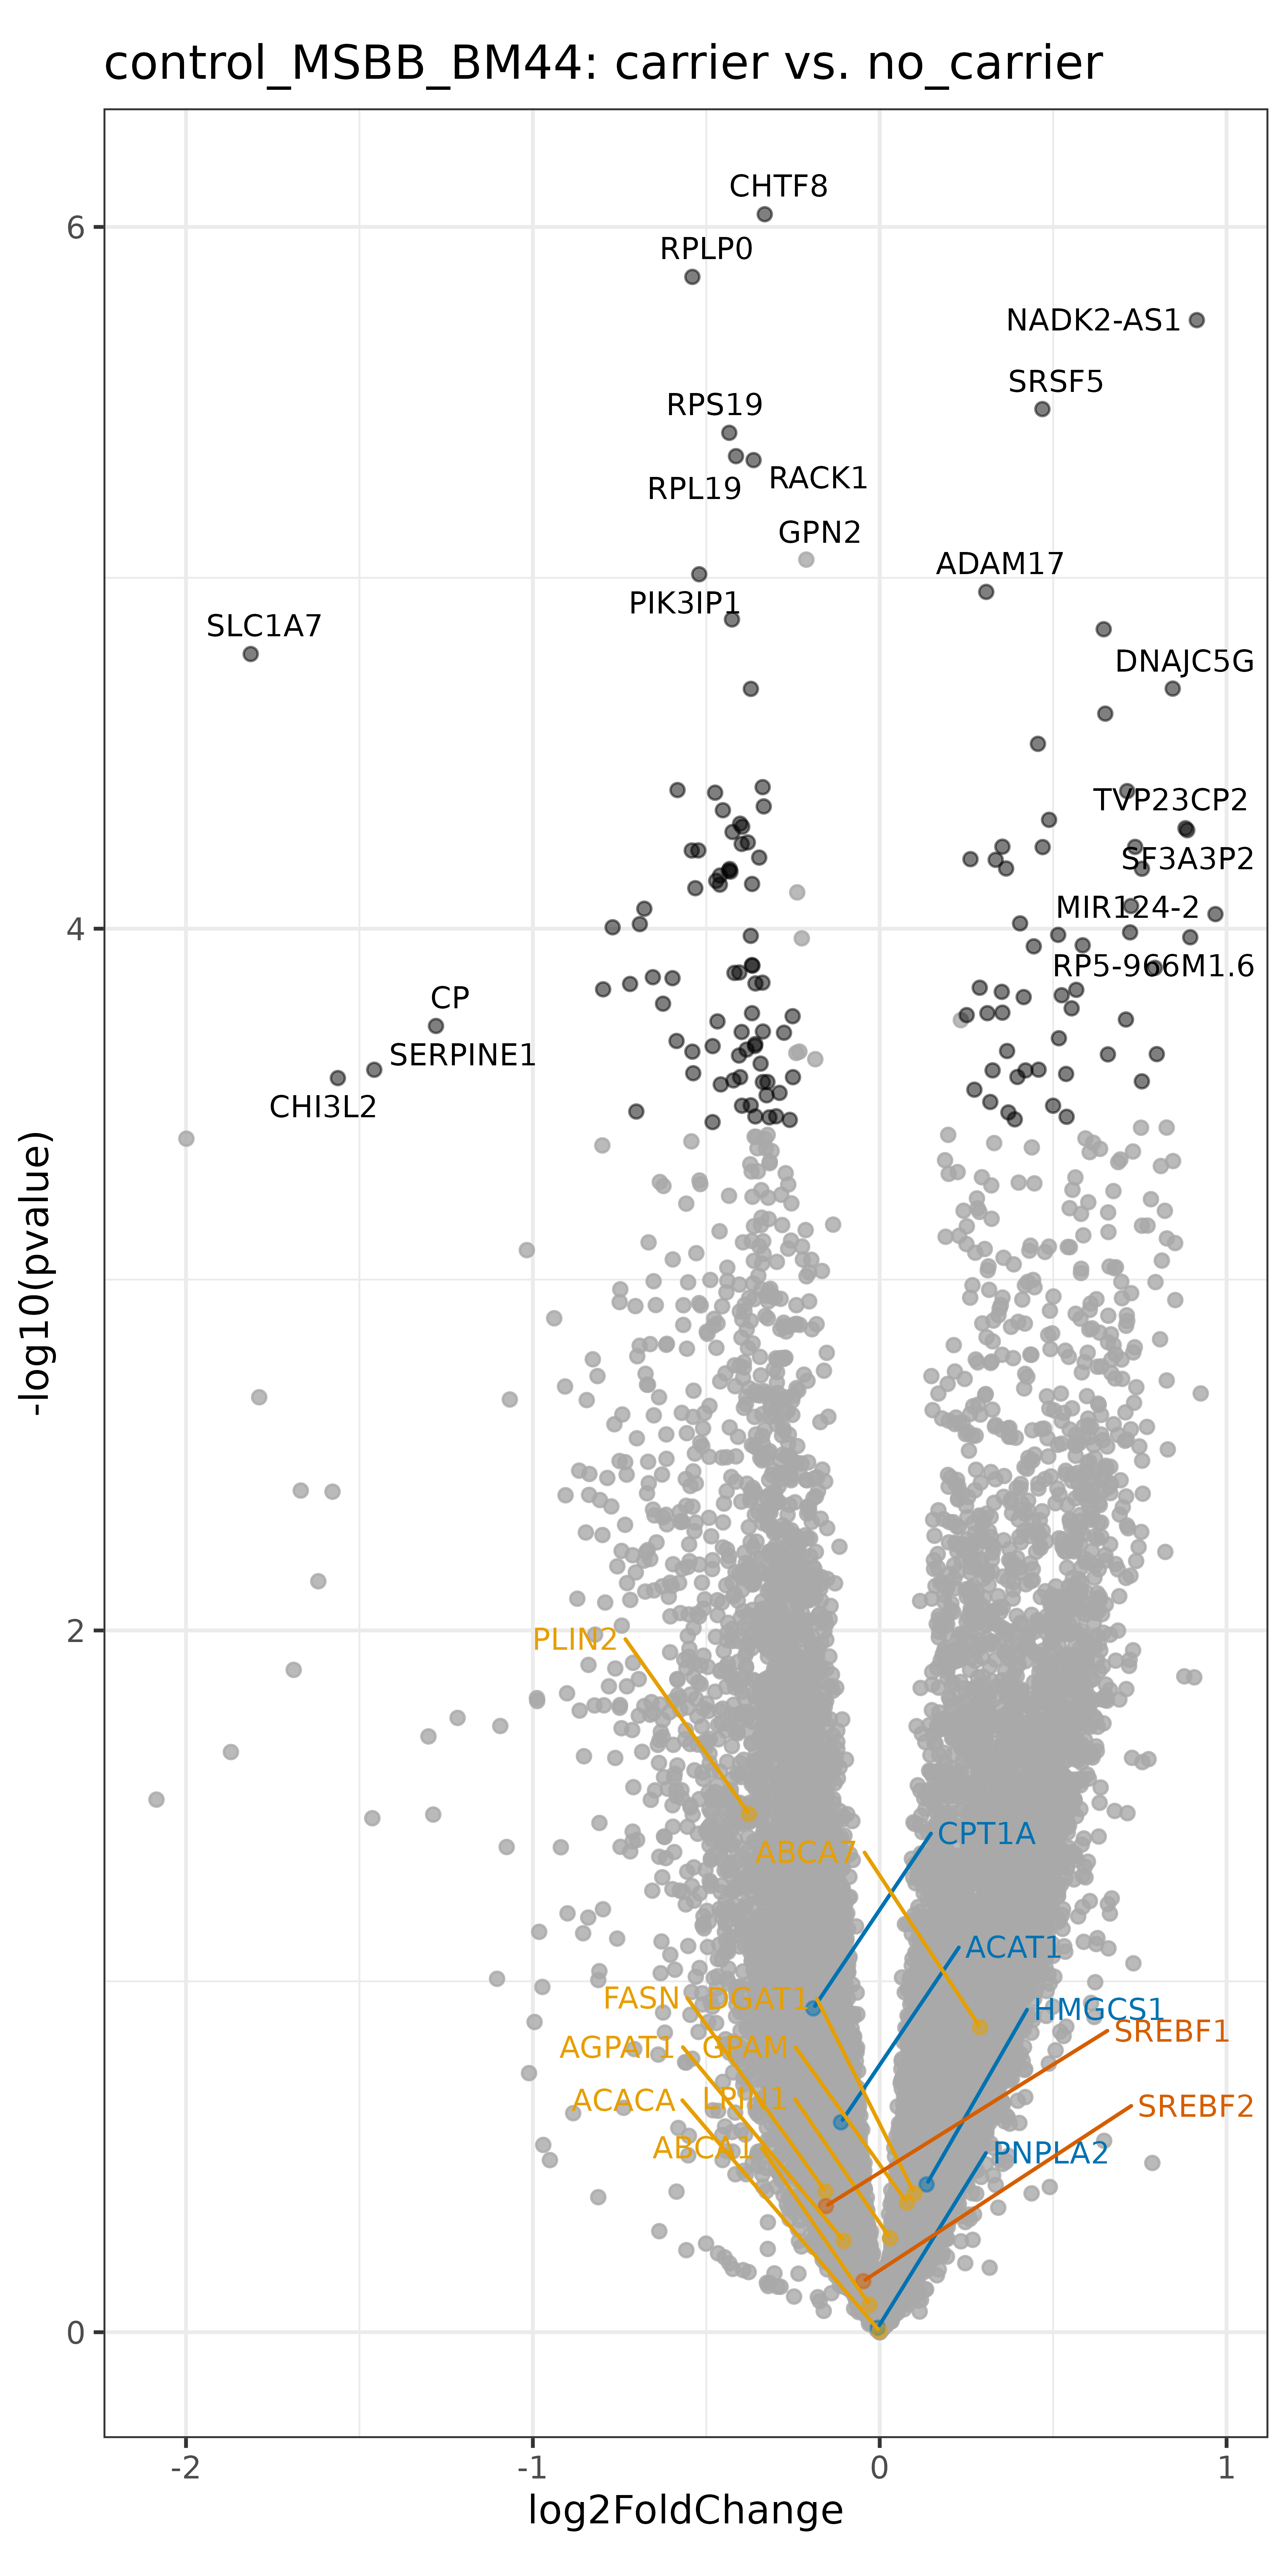 control_MSBB_BM44: carrier vs. no_carrier
CHTF8
6
RPLP0
NADK2-AS1
SRSF5
RPS19
RACK1
RPL19
GPN2
ADAM17
PIK3IP1
SLC1A7
DNAJC5G
TVP23CP2
SF3A3P2
MIR124-2
4
RP5-966M1.6
CP
SERPINE1
CHI3L2
-log10(pvalue)
2
PLIN2
CPT1A
ABCA7
ACAT1
FASN DGAT1
HMGCS1
SREBF1
AGPAT1 GPAM
ACACA LPIN1
SREBF2
ABCA1
PNPLA2
0
-2 -1 0 1
log2FoldChange